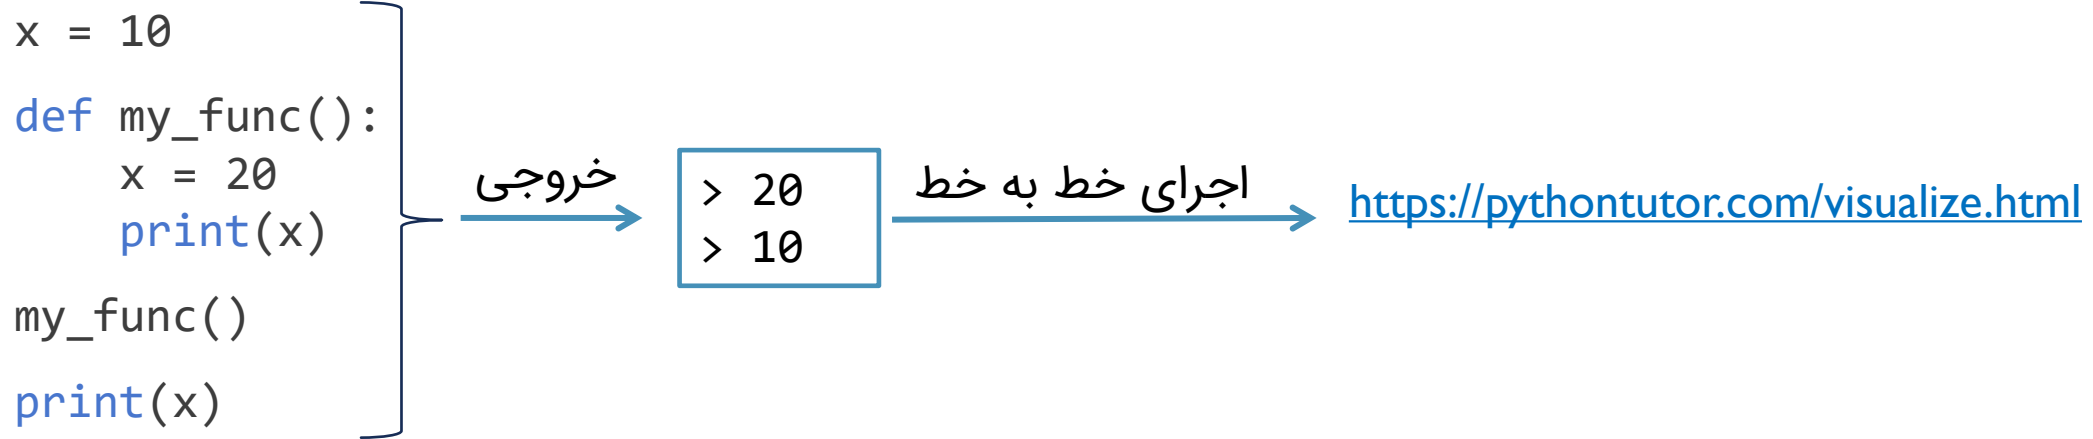 x = 10
def my_func():
    x = 20
    print(x)
my_func()
print(x)
خروجی
> 20
> 10
اجرای خط به خط
https://pythontutor.com/visualize.html